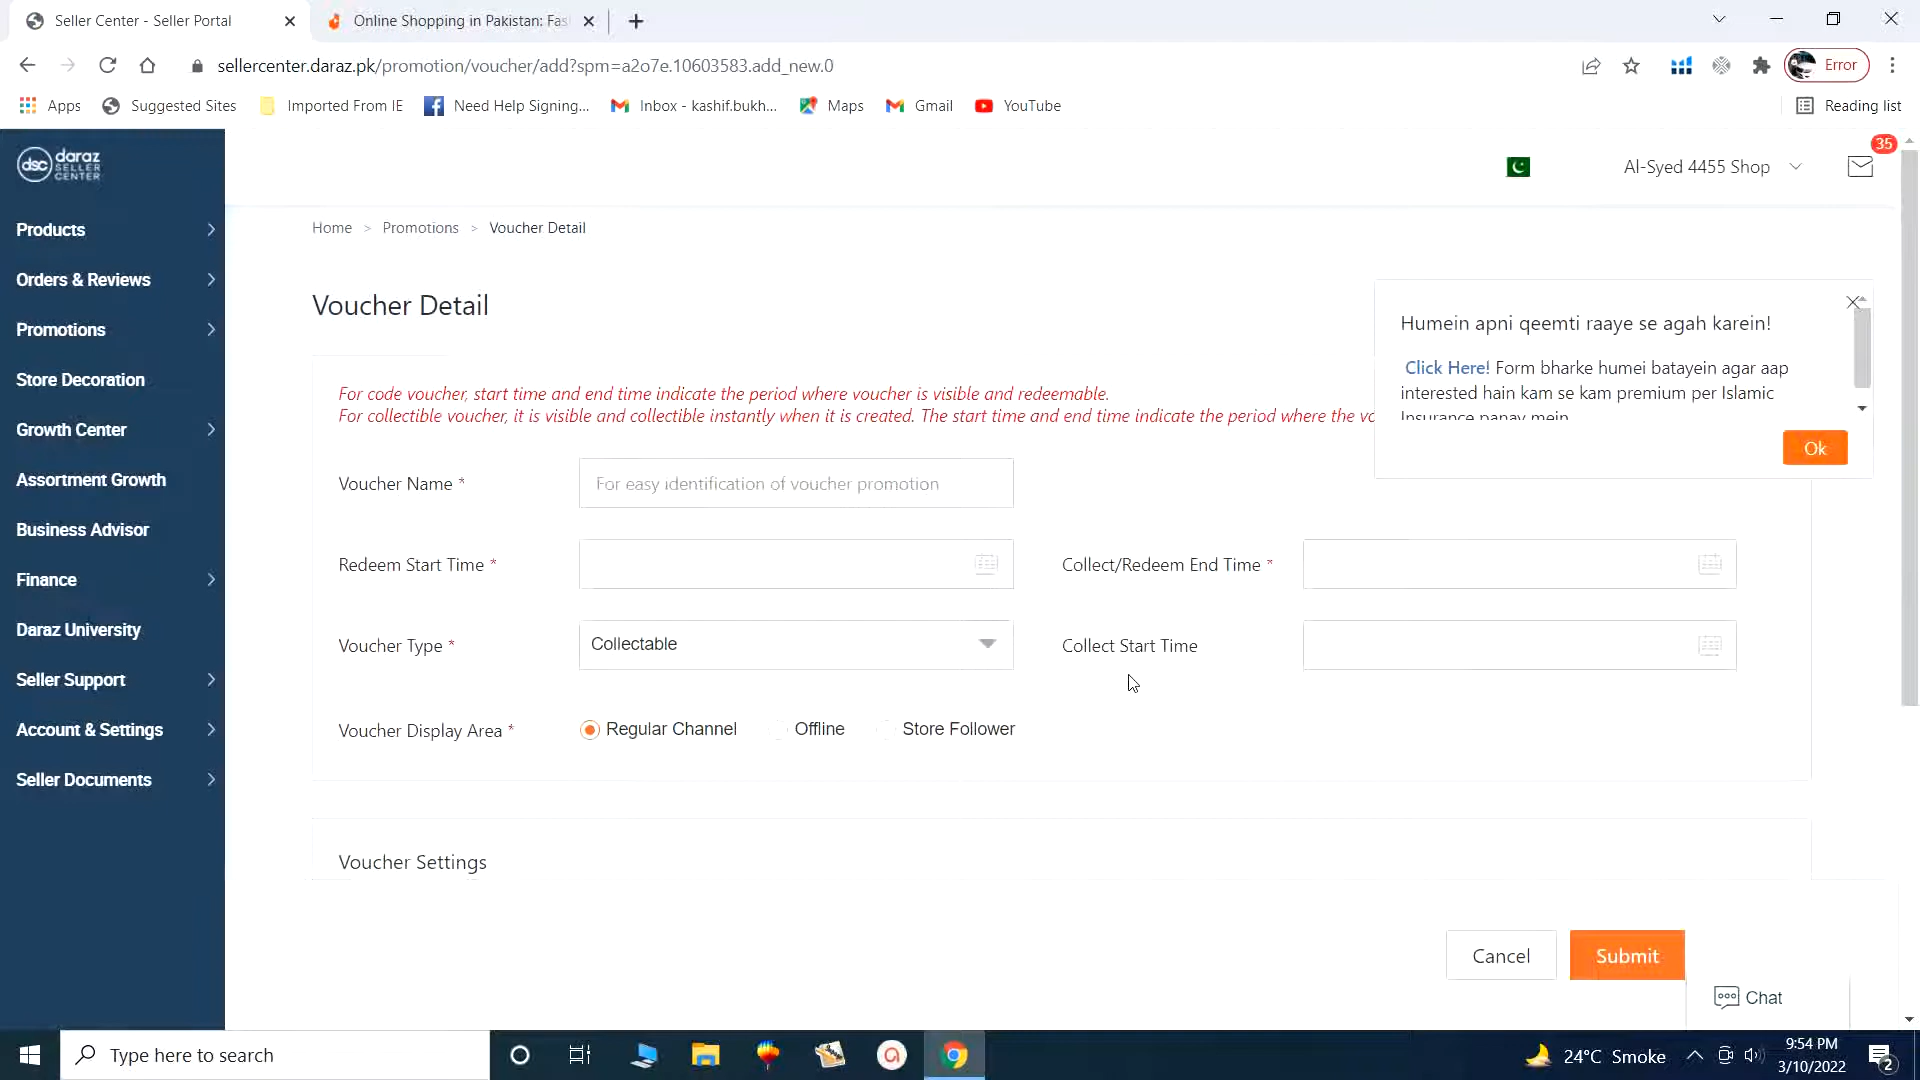 Seller Center - Seller Portal
Online Shopping in Pakistan: Fas
sellercenter.daraz.pk/promotion/voucher/add?spm=a2o7e.10603583.add_new.0
Error
Apps
Suggested Sites
Imported From IE
Need Help Signing...
Inbox - kashif.bukh...
Maps
Gmail
YouTube
Reading list
dsc daraz SELLER CENTER
Products
Orders & Reviews
Promotions
Store Decoration
Growth Center
Assortment Growth
Business Advisor
Finance
Daraz University
Seller Support
Account & Settings
Seller Documents
Al-Syed 4455 Shop
35
Home > Promotions > Voucher Detail
Voucher Detail
For code voucher, start time and end time indicate the period where voucher is visible and redeemable.
For collectible voucher, it is visible and collectible instantly when it is created. The start time and end time indicate the period where the vo
Humein apni qeemti raaye se agah karein!
Click Here! Form bharke humei batayein agar aap
interested hain kam se kam premium per Islamic
Insurance panay mein
Ok
Voucher Name *
For easy identification of voucher promotion
Redeem Start Time *
Collect/Redeem End Time *
Voucher Type *
Collectable
Collect Start Time
Voucher Display Area *
Regular Channel
Offline
Store Follower
Voucher Settings
Cancel
Submit
Chat
Type here to search
24°C Smoke
9:54 PM
3/10/2022
2